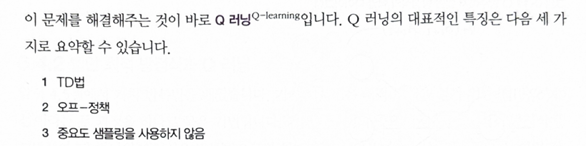 이 문제를 해결해주는 것이 바로 Q 러닝Q-learning입니다. Q 러닝의 대표적인 특징은 다음 세 가
지로 요약할 수 있습니다.
1 TD법
2 오프-정책
3 중요도 샘플링을 사용하지 않음